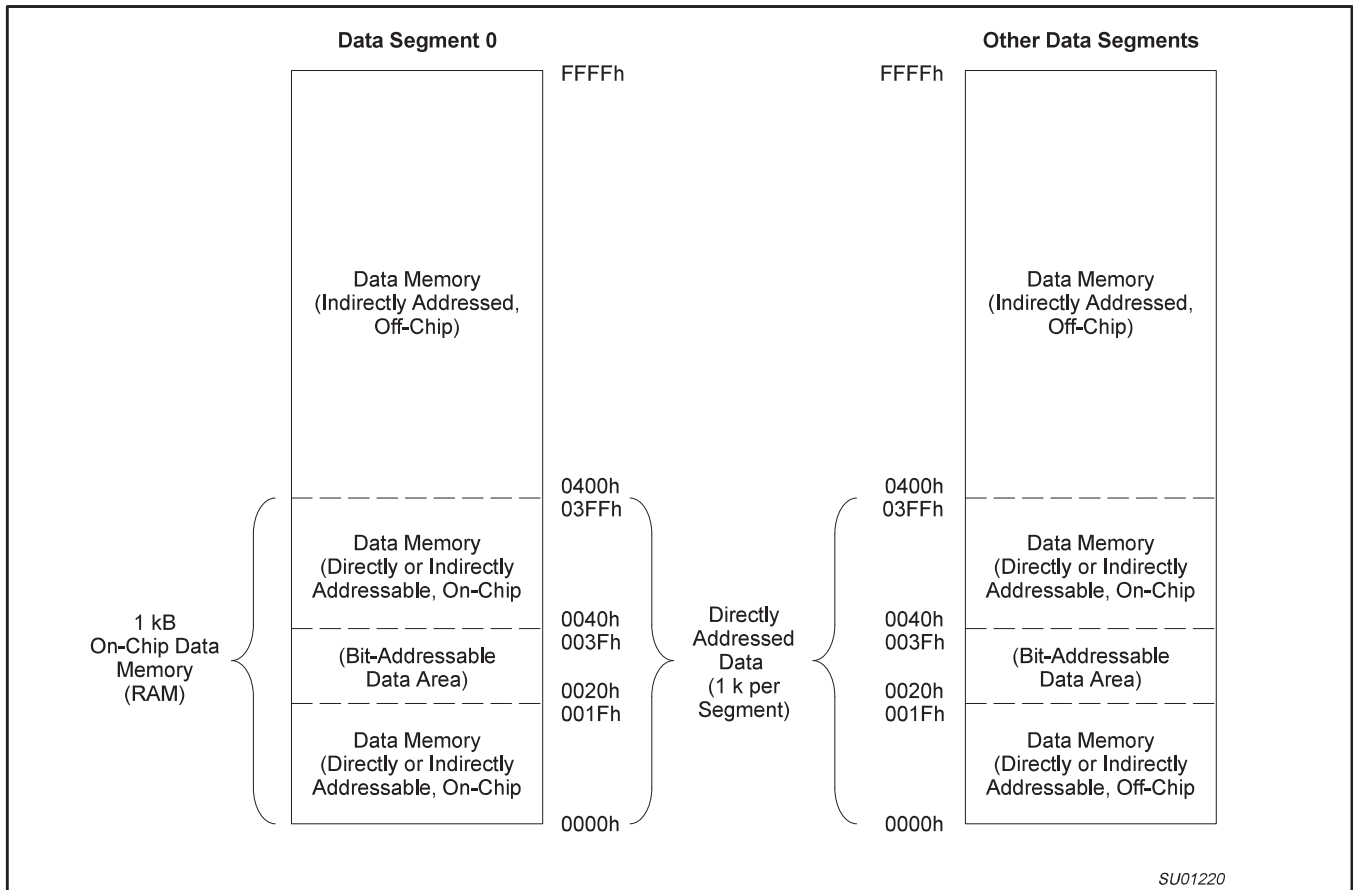 Data Segment 0
Other Data Segments
FFFFh
FFFFh
Data Memory
(Indirectly Addressed,
Off-Chip)
Data Memory
(Indirectly Addressed,
Off-Chip)
0400h
03FFh
0400h
03FFh
Data Memory
(Directly or Indirectly
Addressable, On-Chip
Data Memory
(Directly or Indirectly
Addressable, On-Chip
1 kB
On-Chip Data
Memory
(RAM)
0040h
003Fh
Directly
Addressed
Data
(1 k per
Segment)
0040h
003Fh
(Bit-Addressable
Data Area)
(Bit-Addressable
Data Area)
0020h
001Fh
0020h
001Fh
Data Memory
(Directly or Indirectly
Addressable, On-Chip
Data Memory
(Directly or Indirectly
Addressable, Off-Chip
0000h
0000h
SU01220